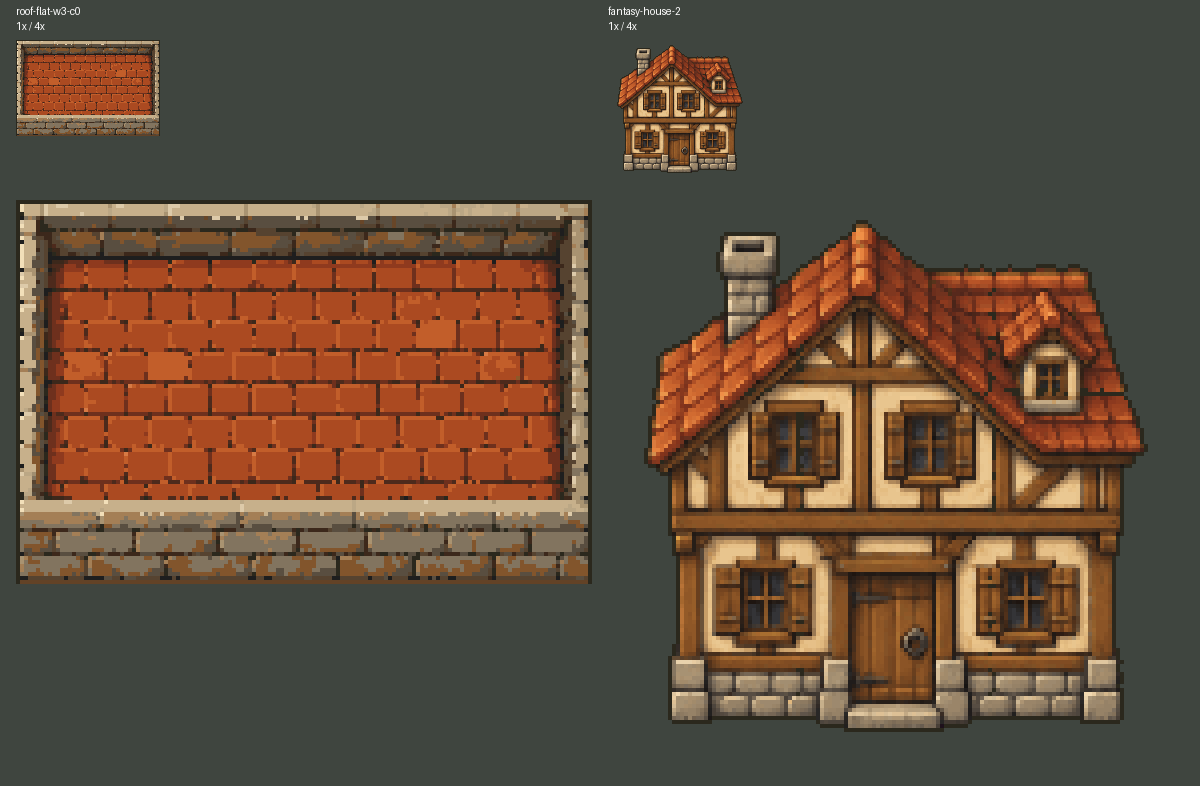 roof-flat-w3-c0
1x / 4x
fantasy-house-2
1x / 4x